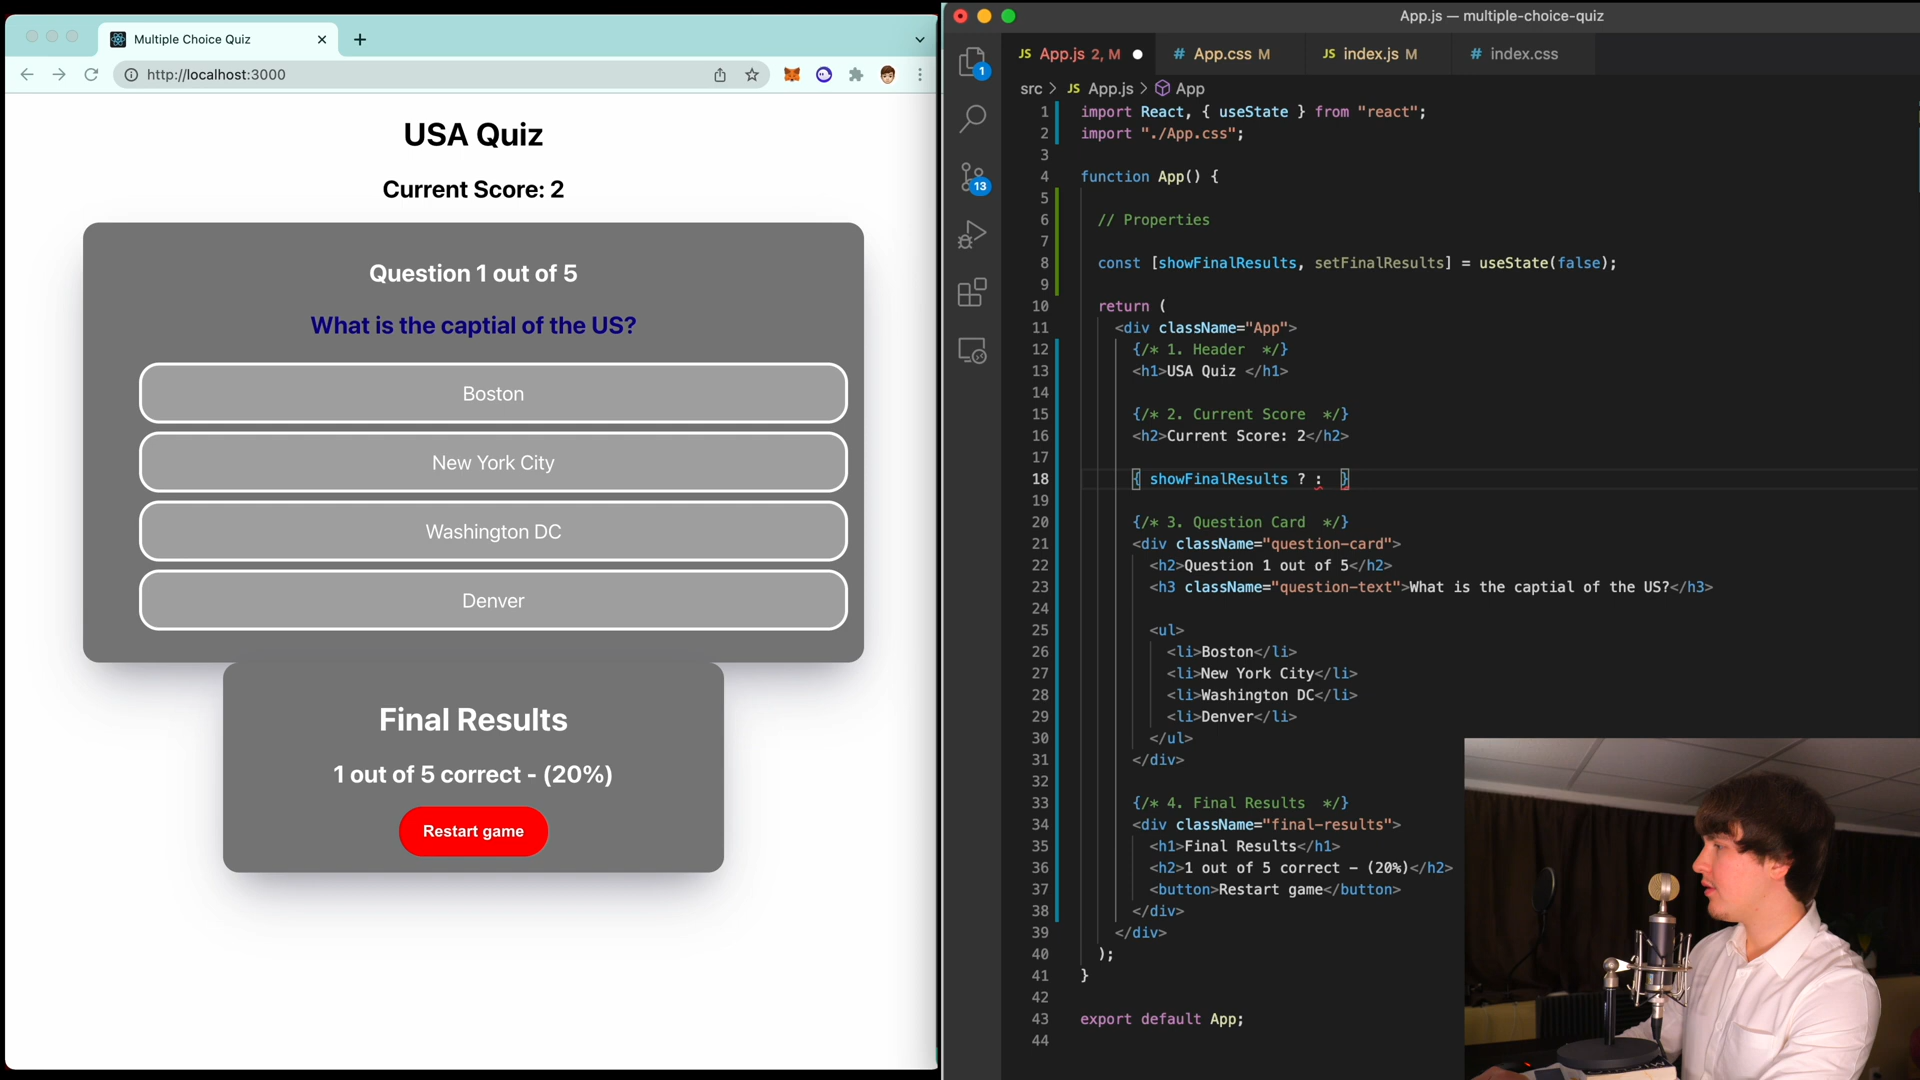 Multiple Choice Quiz
http://localhost:3000
USA Quiz
Current Score: 2
Question 1 out of 5
What is the captial of the US?
Boston
New York City
Washington DC
Denver
Final Results
1 out of 5 correct - (20%)
Restart game
App.js — multiple-choice-quiz
JS App.js 2, M
# App.css M
JS index.js M
# index.css
src > JS App.js > App
1
13
1 import React, { useState } from "react";
2 import "./App.css";
3
4 function App() {
5
6 // Properties
7
8 const [showFinalResults, setFinalResults] = useState(false);
9
10 return (
11 <div className="App">
12 {/* 1. Header */}
13 <h1>USA Quiz </h1>
14
15 {/* 2. Current Score */}
16 <h2>Current Score: 2</h2>
17
18 { showFinalResults ? : }
19
20 {/* 3. Question Card */}
21 <div className="question-card">
22 <h2>Question 1 out of 5</h2>
23 <h3 className="question-text">What is the captial of the US?</h3>
24
25 <ul>
26 <li>Boston</li>
27 <li>New York City</li>
28 <li>Washington DC</li>
29 <li>Denver</li>
30 </ul>
31 </div>
32
33 {/* 4. Final Results */}
34 <div className="final-results">
35 <h1>Final Results</h1>
36 <h2>1 out of 5 correct - (20%)</h2>
37 <button>Restart game</button>
38 </div>
39 </div>
40 );
41 }
42
43 export default App;
44